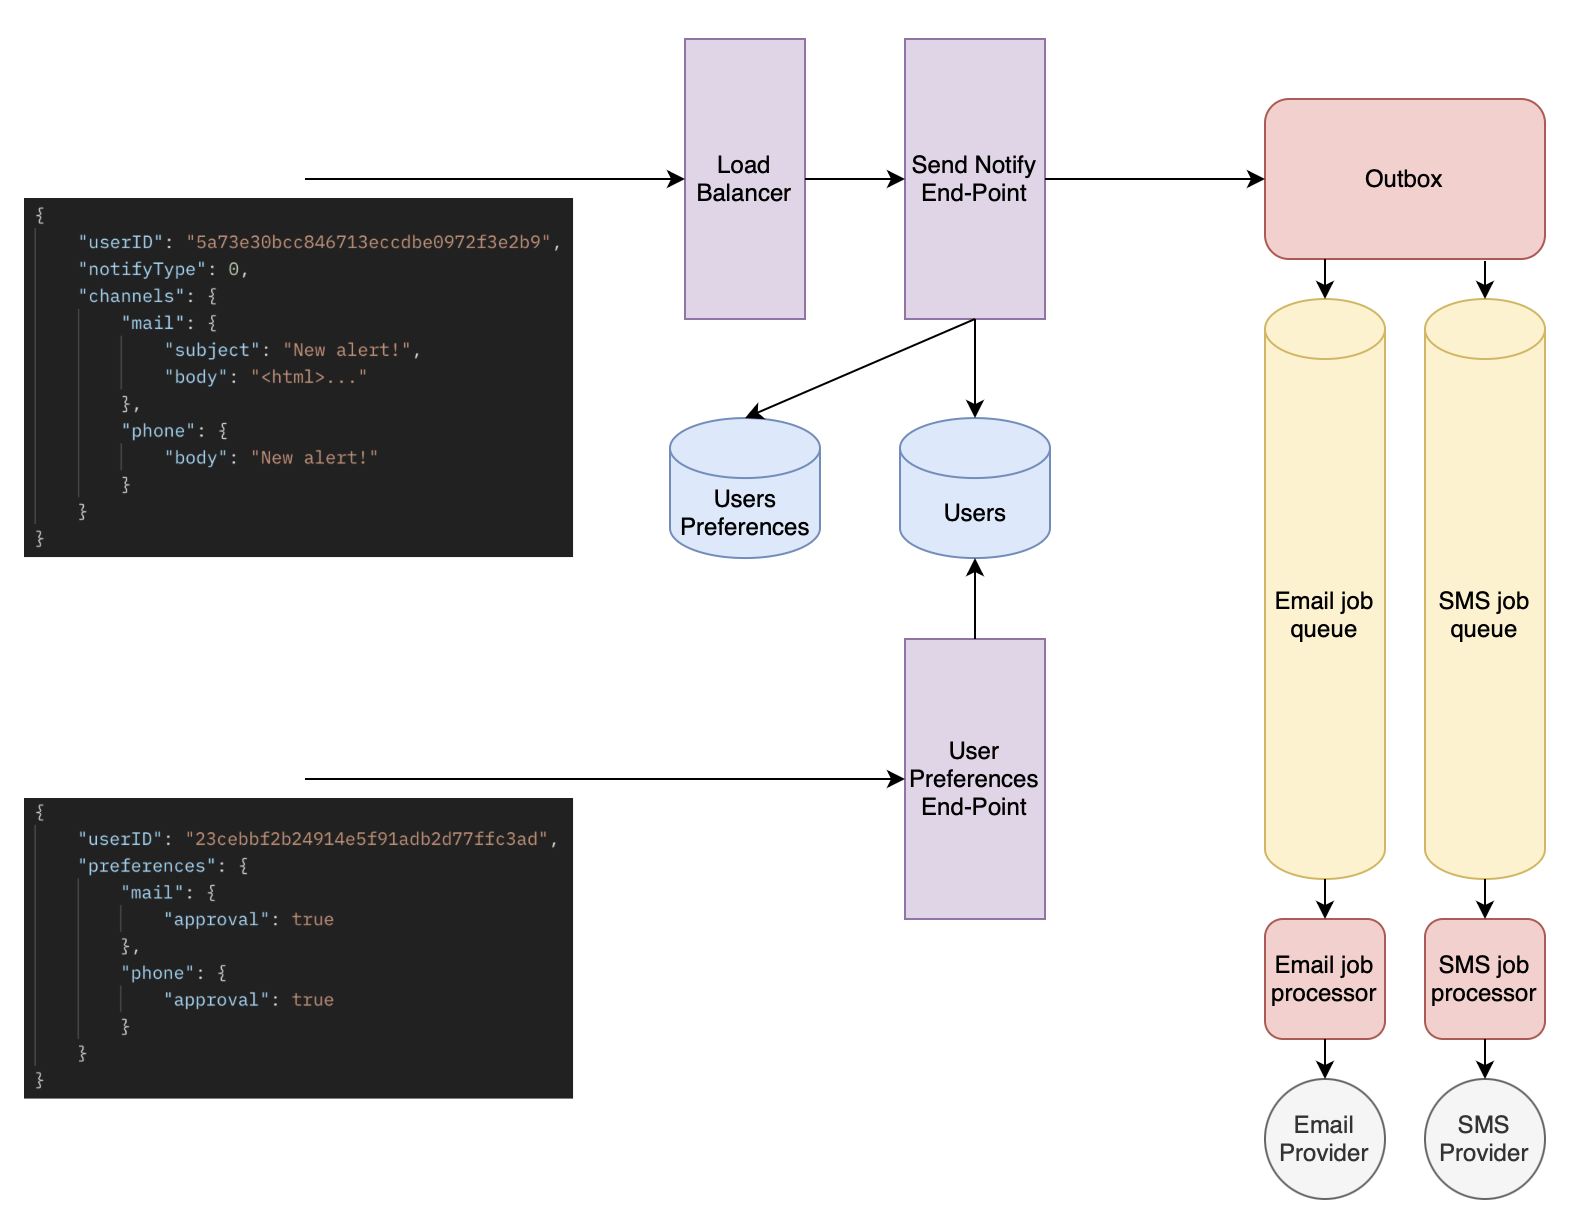 Load
Balancer
Send Notify
End-Point
Outbox
{
"userID": "5a73e30bcc846713eccdbe0972f3e2b9",
"notifyType": 0,
"channels": {
"mail": {
"subject": "New alert!",
"body": "<html>..."
},
"phone": {
"body": "New alert!"
}
}
}
Users
Preferences
Users
Email job
queue
SMS job
queue
User
Preferences
End-Point
{
"userID": "23cebbf2b24914e5f91adb2d77ffc3ad",
"preferences": {
"mail": {
"approval": true
},
"phone": {
"approval": true
}
}
}
Email job
processor
SMS job
processor
Email
Provider
SMS
Provider